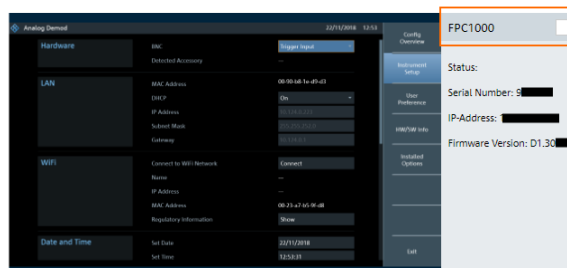 Analog Demod 22/11/2018 12:53
Hardware BNC Trigger Input
Detected Accessory ---
LAN MAC Address 00-90-b8-1e-d9-d3
DHCP On
IP Address
Subnet Mask
Gateway
WiFi Connect to WiFi Network Connect
Name ---
IP Address ---
MAC Address 00-23-a7-b5-9f-d8
Regulatory Information Show
Date and Time Set Date 22/11/2018
Set Time 12:53:31
Config
Overview
Instrument
Setup
User
Preference
HW/SW Info
Installed
Options
Exit
FPC1000
Status:
Serial Number: 9
IP-Address: 1
Firmware Version: D1.30